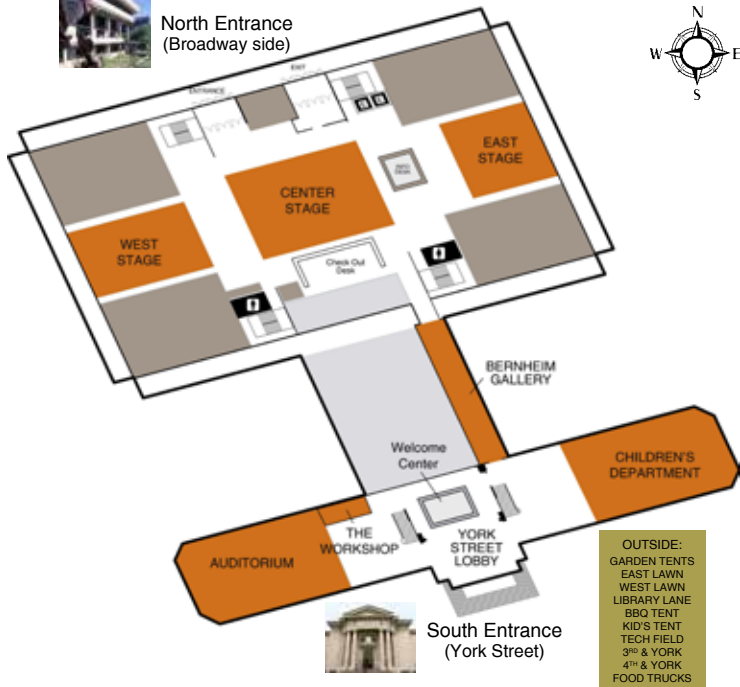 North Entrance
(Broadway side)
N
W E
S
EXIT
ENTRANCE
EAST
STAGE
INFO
DESK
CENTER
STAGE
WEST
STAGE
Check Out
Desk
BERNHEIM
GALLERY
Welcome
Center
CHILDREN'S
DEPARTMENT
THE
WORKSHOP
YORK
STREET
LOBBY
AUDITORIUM
South Entrance
(York Street)
OUTSIDE:
GARDEN TENTS
EAST LAWN
WEST LAWN
LIBRARY LANE
BBQ TENT
KID'S TENT
TECH FIELD
3RD & YORK
4TH & YORK
FOOD TRUCKS